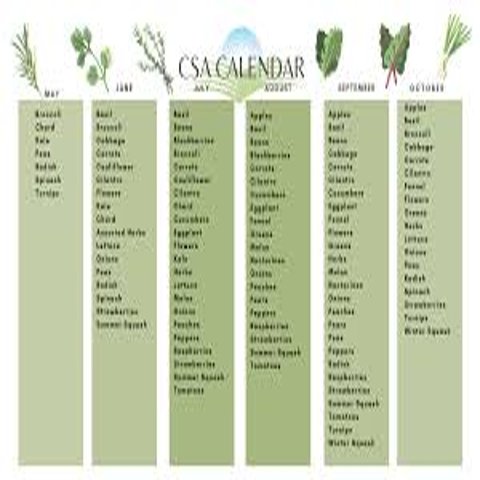 CSA CALENDAR
MAY
Broccoli
Chard
Kale
Peas
Radish
Spinach
Turnips
JUNE
Basil
Broccoli
Cabbage
Carrots
Cauliflower
Cilantro
Flowers
Kale
Chard
Assorted Herbs
Lettuce
Onions
Peas
Radish
Spinach
Strawberries
Summer Squash
JULY
Basil
Beans
Blackberries
Broccoli
Carrots
Cauliflower
Cilantro
Chard
Cucumbers
Eggplant
Flowers
Kale
Herbs
Lettuce
Melon
Onions
Peaches
Peppers
Raspberries
Strawberries
Summer Squash
Tomatoes
AUGUST
Apples
Basil
Beans
Blackberries
Carrots
Cilantro
Cucumbers
Eggplant
Fennel
Greens
Melon
Nectarines
Onions
Peaches
Pears
Peppers
Raspberries
Strawberries
Summer Squash
Tomatoes
SEPTEMBER
Apples
Basil
Beans
Cabbage
Carrots
Cilantro
Cucumbers
Eggplant
Fennel
Flowers
Greens
Herbs
Melon
Nectarines
Onions
Peaches
Pears
Peas
Peppers
Radish
Raspberries
Strawberries
Summer Squash
Tomatoes
Turnips
Winter Squash
OCTOBER
Apples
Basil
Broccoli
Cabbage
Carrots
Cilantro
Fennel
Flowers
Greens
Herbs
Lettuce
Onions
Peas
Radish
Spinach
Strawberries
Turnips
Winter Squash